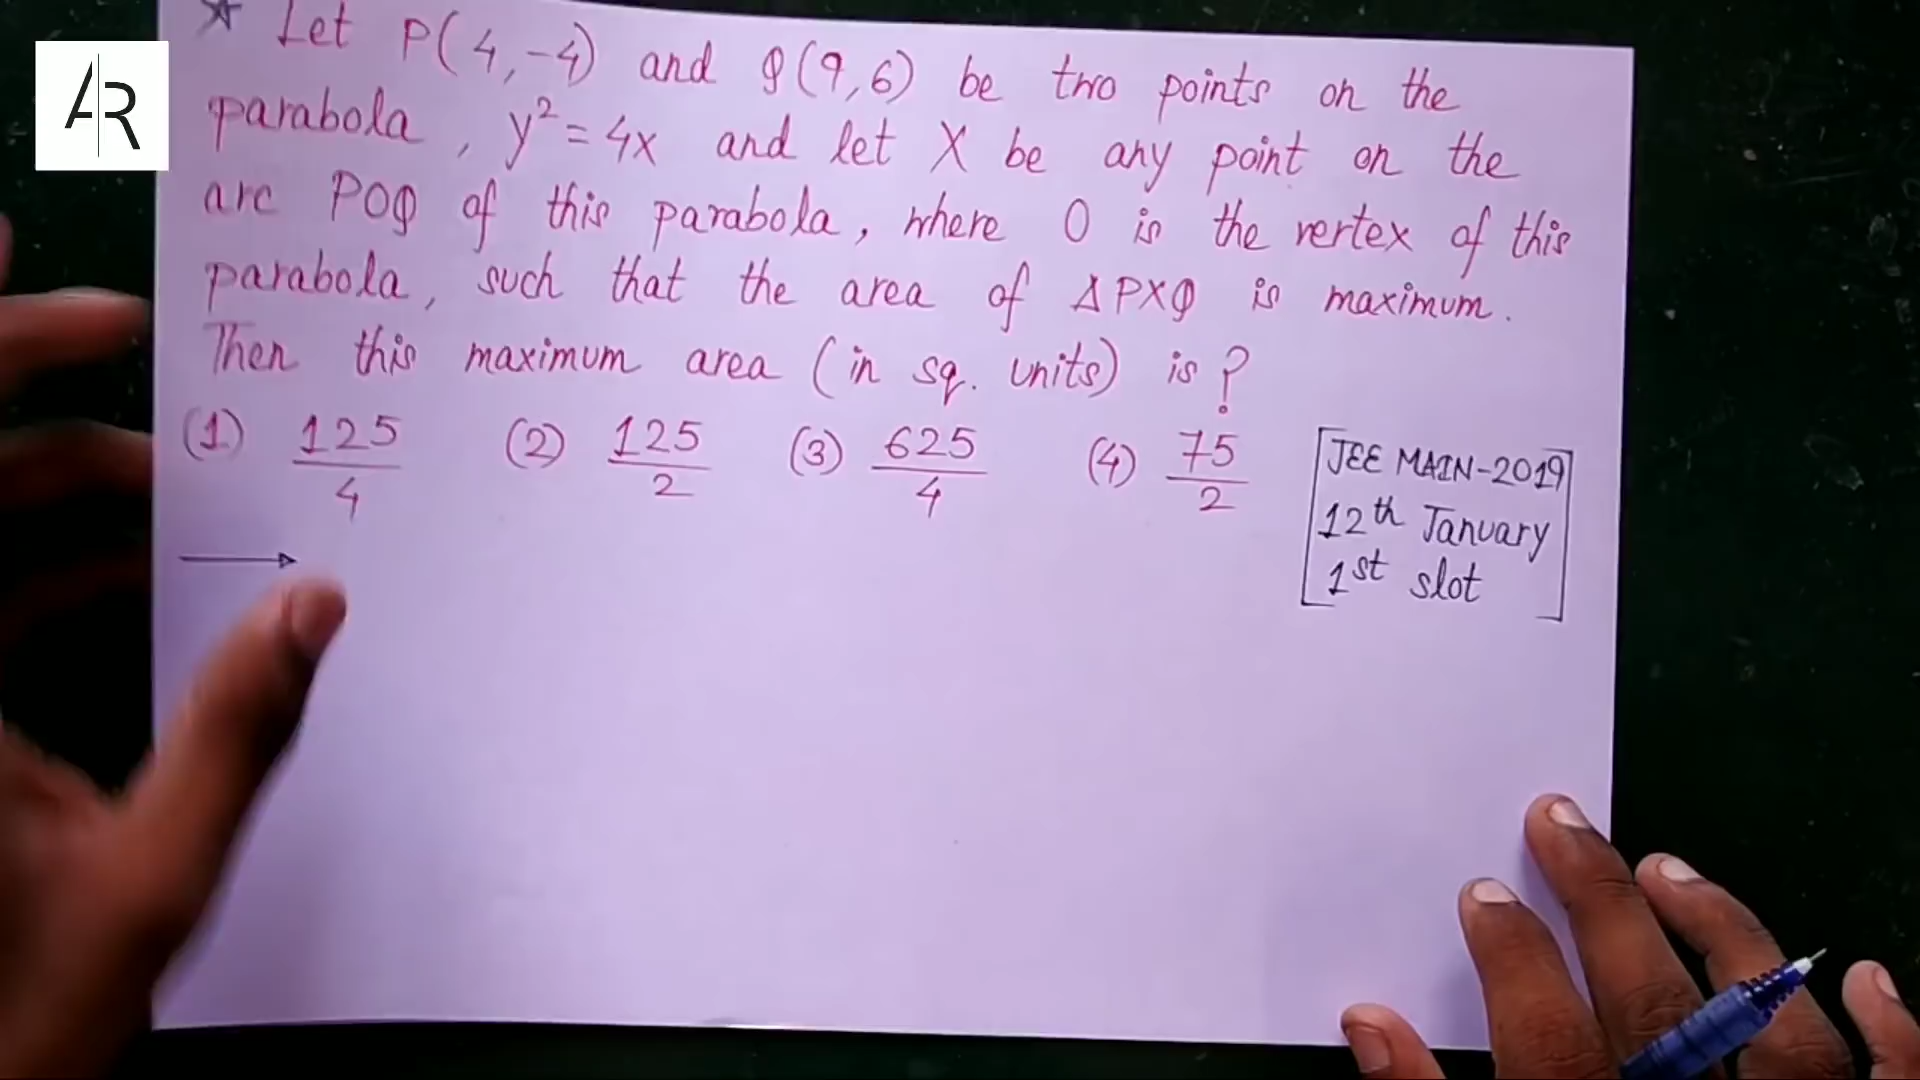 AR
* Let P(4,-4) and Q(9,6) be two points on the
parabola, y² = 4x and let X be any point on the
arc POQ of this parabola, where O is the vertex of this
parabola, such that the area of ΔPXQ is maximum.
Then this maximum area (in sq. units) is ?
(1) 125/4 (2) 125/2 (3) 625/4 (4) 75/2
[JEE MAIN-2019
12th January
1st slot]